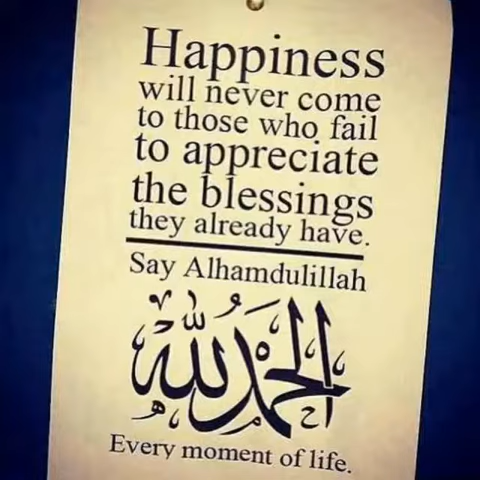 Happiness
will never come
to those who fail
to appreciate
the blessings
they already have.
Say Alhamdulillah
الحمد لله
Every moment of life.